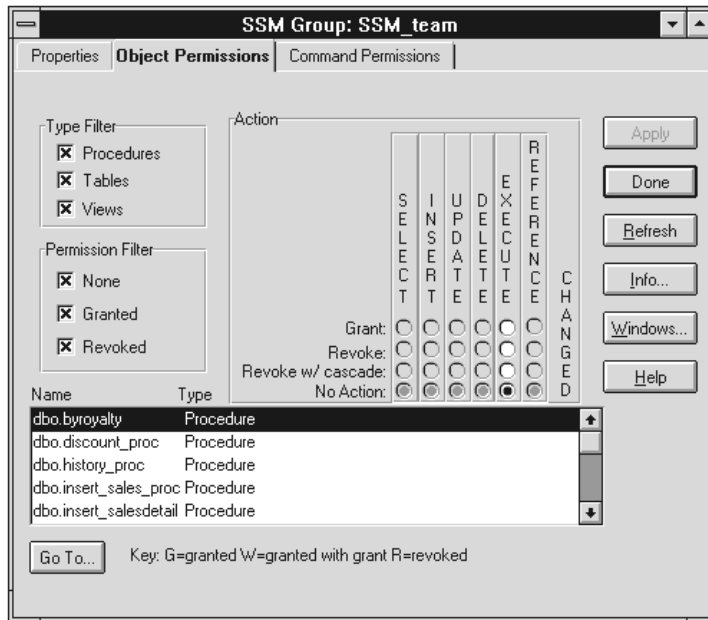 SSM Group: SSM_team
Properties Object Permissions Command Permissions
Type Filter
Procedures
Tables
Views
Permission Filter
None
Granted
Revoked
Action
SELECT
INSERT
UPDATE
DELETE
EXECUTE
REFERENCE
CHANGED
Grant:
Revoke:
Revoke w/ cascade:
No Action:
Apply
Done
Refresh
Info...
Windows...
Help
Name Type
dbo.byroyalty Procedure
dbo.discount_proc Procedure
dbo.history_proc Procedure
dbo.insert_sales_proc Procedure
dbo.insert_salesdetail Procedure
Go To... Key: G=granted W=granted with grant R=revoked